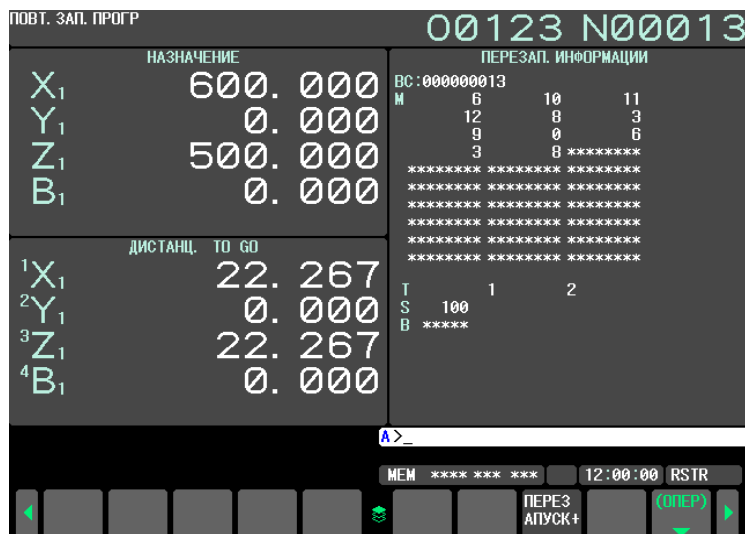 ПОВТ. ЗАП. ПРОГР
O0123 N00013
НАЗНАЧЕНИЕ
X1 600. 000
Y1 0. 000
Z1 500. 000
B1 0. 000
ДИСТАНЦ. TO GO
1X1 22. 267
2Y1 0. 000
3Z1 22. 267
4B1 0. 000
ПЕРЕЗАП. ИНФОРМАЦИИ
BC:000000013
M 6 10 11
12 8 3
9 0 6
3 8 ********
******** ******** ********
******** ******** ********
******** ******** ********
******** ******** ********
******** ******** ********
******** ******** ********
T 1 2
S 100
B *****
A >_
MEM **** *** *** 12:00:00 RSTR
ПЕРЕЗ
АПУСК+
(ОПЕР)